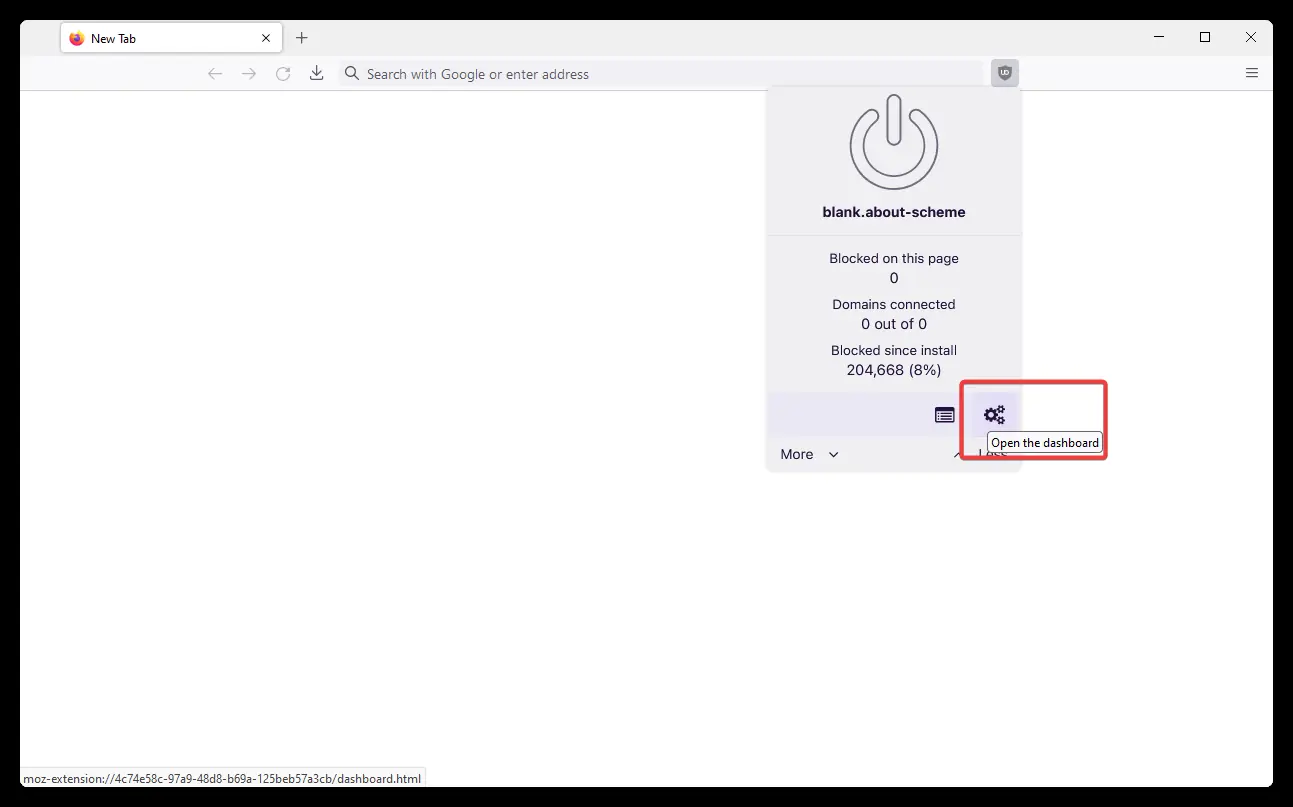 New Tab
Search with Google or enter address
UD
blank.about-scheme
Blocked on this page
0
Domains connected
0 out of 0
Blocked since install
204,668 (8%)
Open the dashboard
More
Less
moz-extension://4c74e58c-97a9-48d8-b69a-125beb57a3cb/dashboard.html